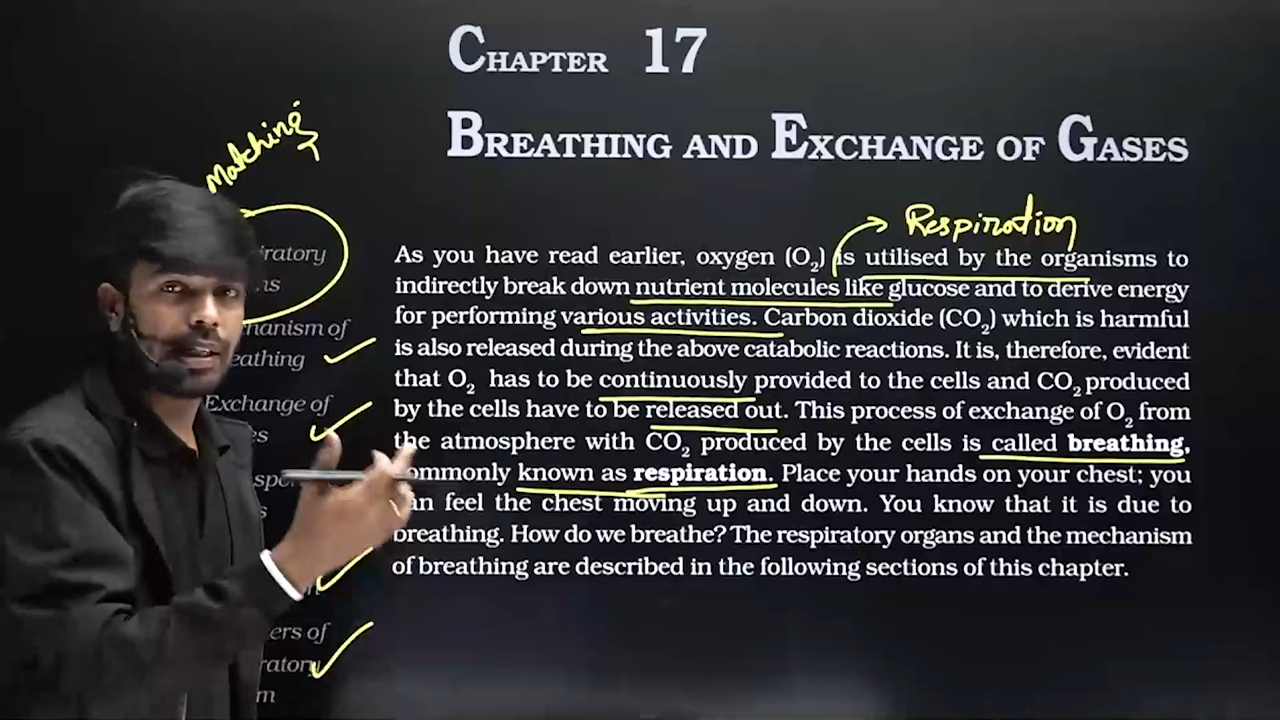 CHAPTER 17
BREATHING AND EXCHANGE OF GASES
Matching
Respiration
As you have read earlier, oxygen (O₂) is utilised by the organisms to
indirectly break down nutrient molecules like glucose and to derive energy
for performing various activities. Carbon dioxide (CO₂) which is harmful
is also released during the above catabolic reactions. It is, therefore, evident
that O₂ has to be continuously provided to the cells and CO₂ produced
by the cells have to be released out. This process of exchange of O₂ from
the atmosphere with CO₂ produced by the cells is called breathing,
commonly known as respiration. Place your hands on your chest; you
can feel the chest moving up and down. You know that it is due to
breathing. How do we breathe? The respiratory organs and the mechanism
of breathing are described in the following sections of this chapter.
of
Exchange of
of